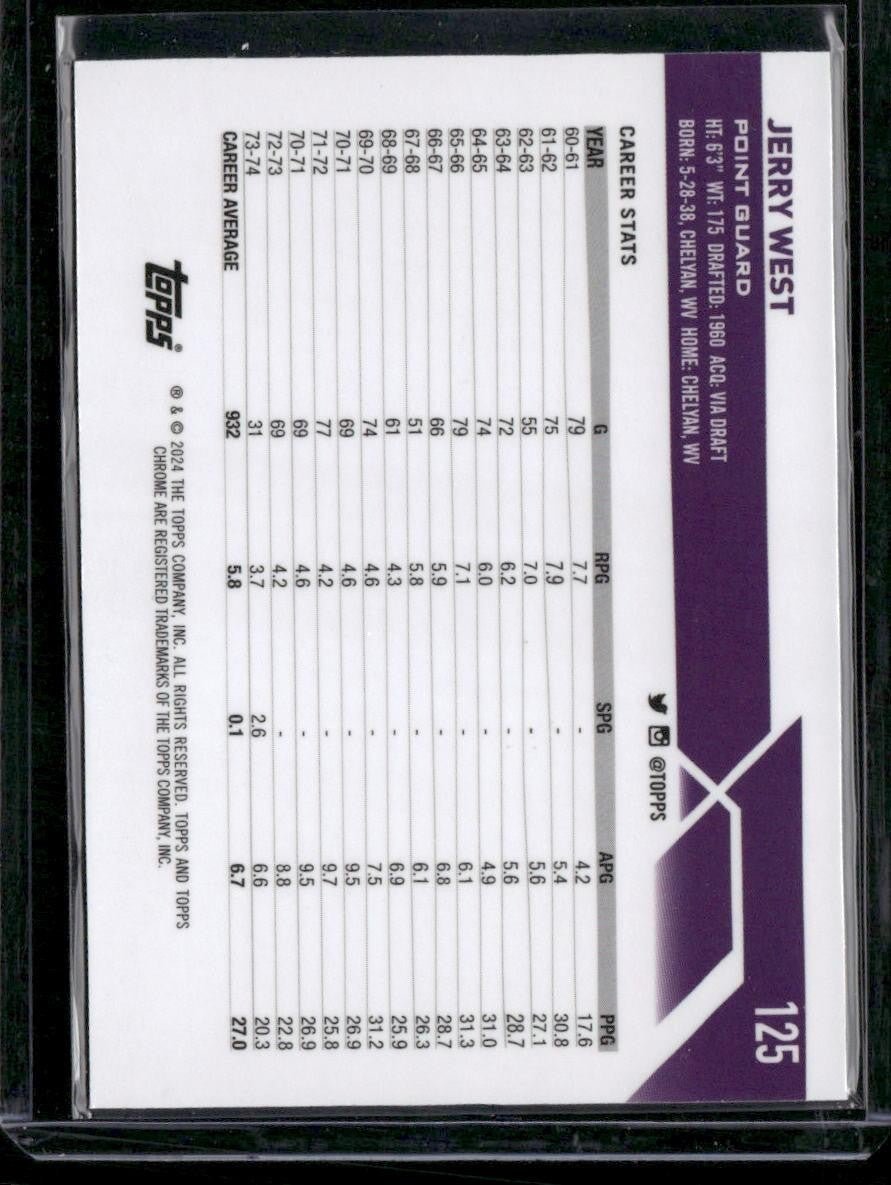 JERRY WEST
125
POINT GUARD
HT: 6'3" WT: 175 DRAFTED: 1960 ACQ: VIA DRAFT
BORN: 5-28-38, CHELYAN, WV HOME: CHELYAN, WV
@TOPPS
CAREER STATS
YEAR G RPG SPG APG PPG
60-61 79 7.7 - 4.2 17.6
61-62 75 7.9 - 5.4 30.8
62-63 55 7.0 - 5.6 27.1
63-64 72 6.2 - 5.6 28.7
64-65 74 6.0 - 4.9 31.0
65-66 79 7.1 - 6.1 31.3
66-67 66 5.9 - 6.8 28.7
67-68 51 5.8 - 6.1 26.3
68-69 61 4.3 - 6.9 25.9
69-70 74 4.6 - 7.5 31.2
70-71 69 4.6 - 9.5 26.9
71-72 77 4.2 - 9.7 25.8
70-71 69 4.6 - 9.5 26.9
72-73 69 4.2 - 8.8 22.8
73-74 31 3.7 2.6 6.6 20.3
CAREER AVERAGE 932 5.8 0.1 6.7 27.0
topps®
® & © 2024 THE TOPPS COMPANY, INC. ALL RIGHTS RESERVED. TOPPS AND TOPPS
CHROME ARE REGISTERED TRADEMARKS OF THE TOPPS COMPANY, INC.